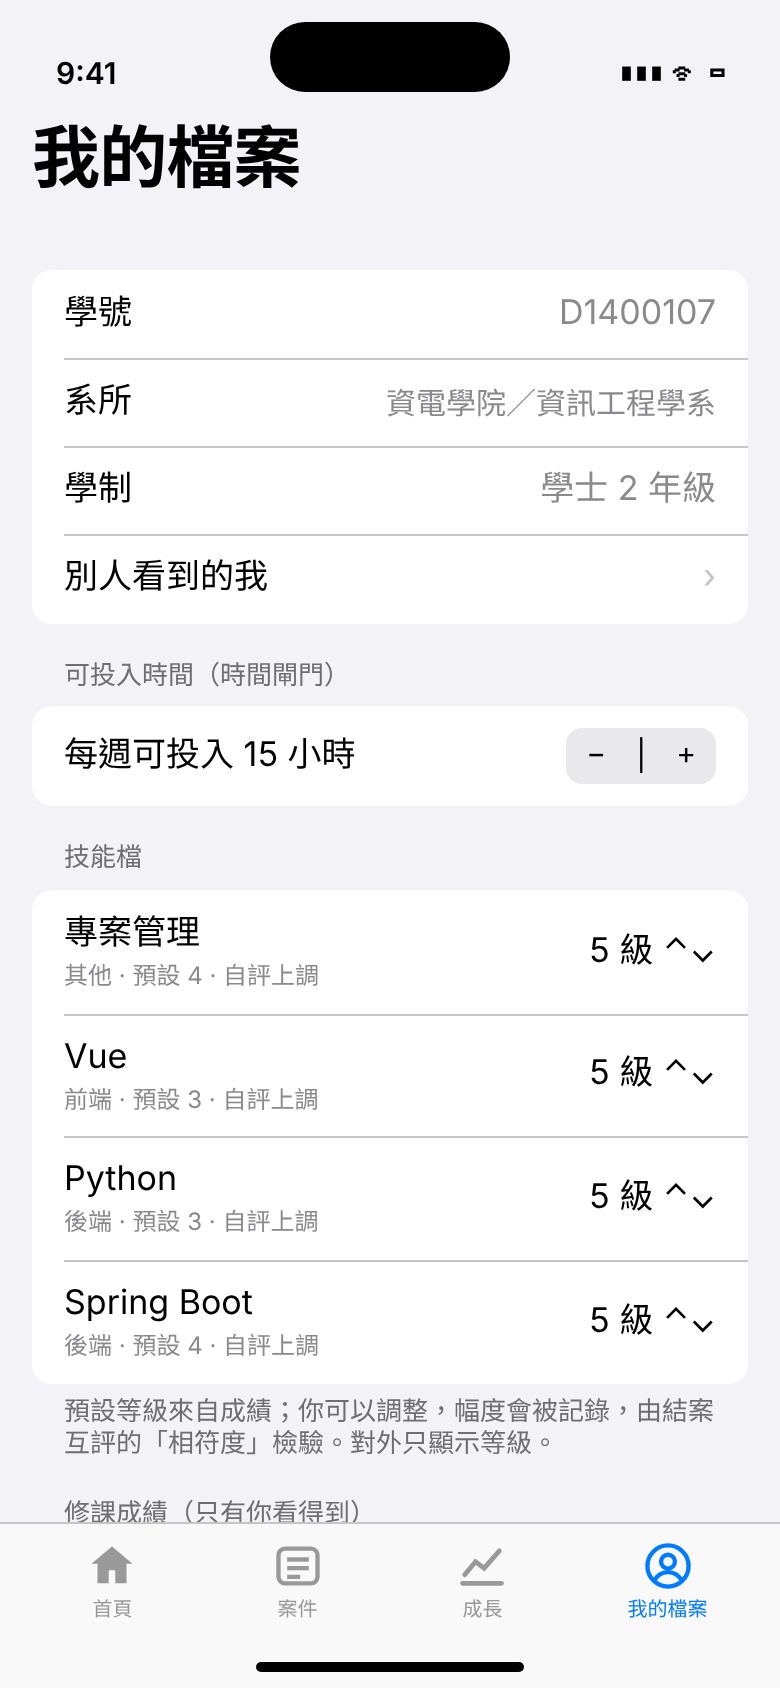 9:41
我的檔案
學號 D1400107
系所 資電學院／資訊工程學系
學制 學士 2 年級
別人看到的我 ›
可投入時間（時間閘門）
每週可投入 15 小時 − | +
技能檔
專案管理
其他 · 預設 4 · 自評上調
5 級
Vue
前端 · 預設 3 · 自評上調
5 級
Python
後端 · 預設 3 · 自評上調
5 級
Spring Boot
後端 · 預設 4 · 自評上調
5 級
預設等級來自成績；你可以調整，幅度會被記錄，由結案
互評的「相符度」檢驗。對外只顯示等級。
修課成績（只有你看得到）
首頁 案件 成長 我的檔案